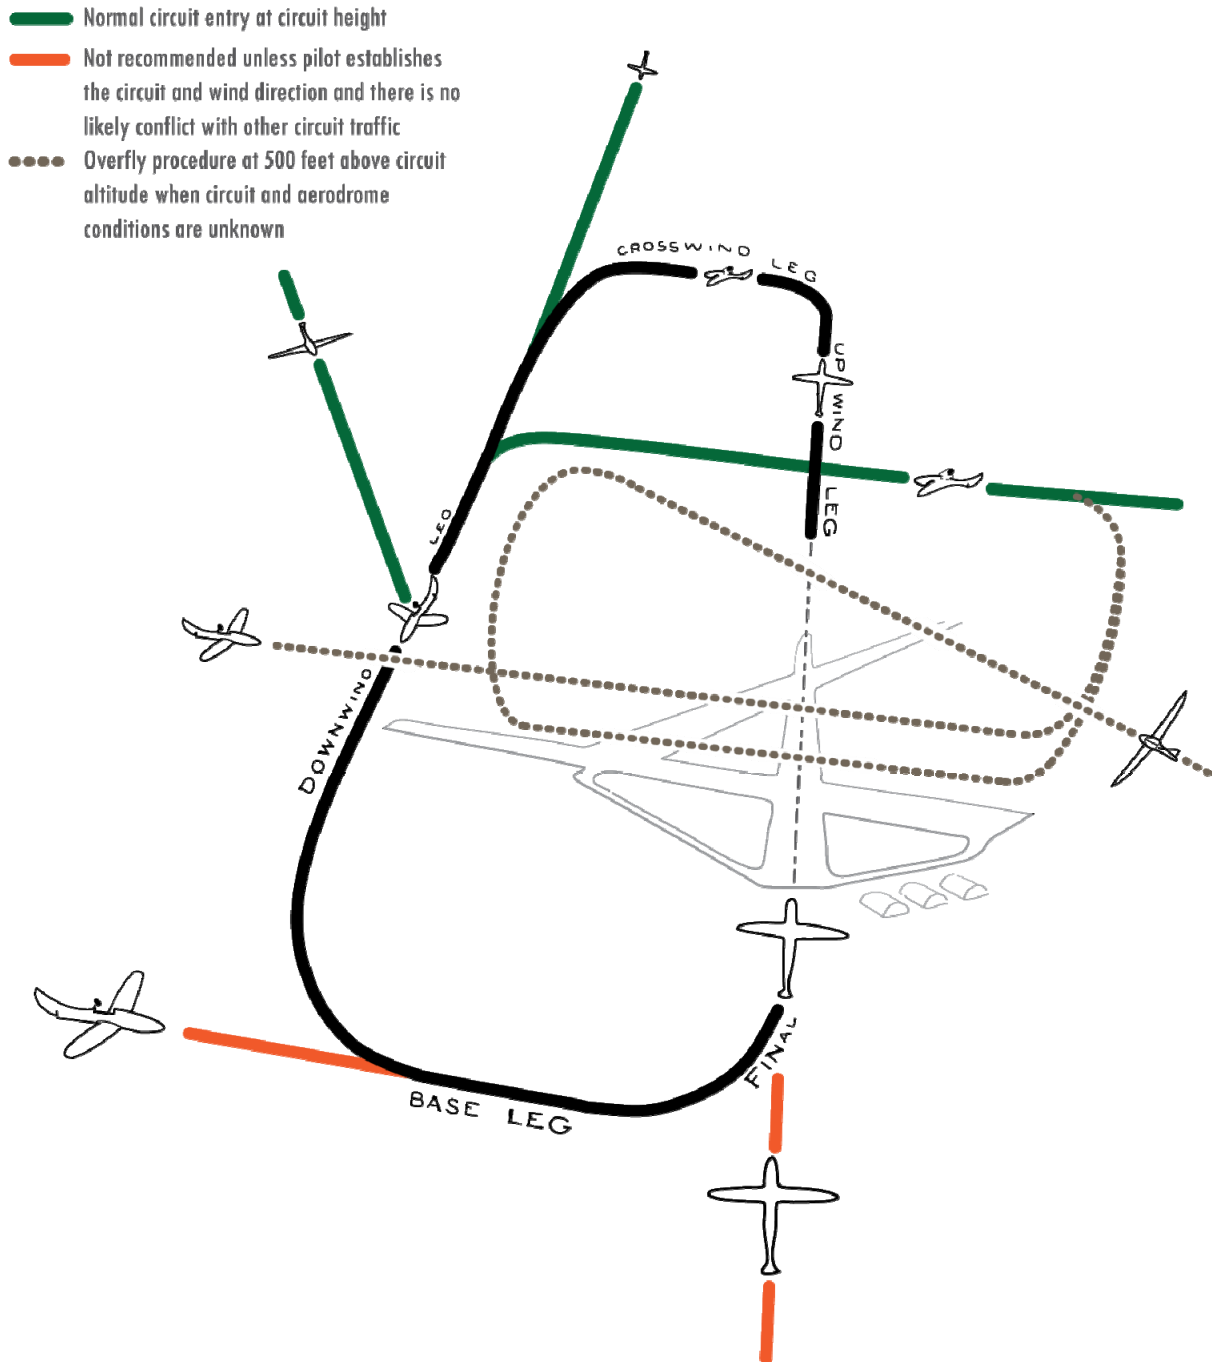 Normal circuit entry at circuit height
Not recommended unless pilot establishes
the circuit and wind direction and there is no
likely conflict with other circuit traffic
Overfly procedure at 500 feet above circuit
altitude when circuit and aerodrome
conditions are unknown
CROSSWIND LEG
UPWIND LEG
DOWNWIND LEG
BASE LEG
FINAL